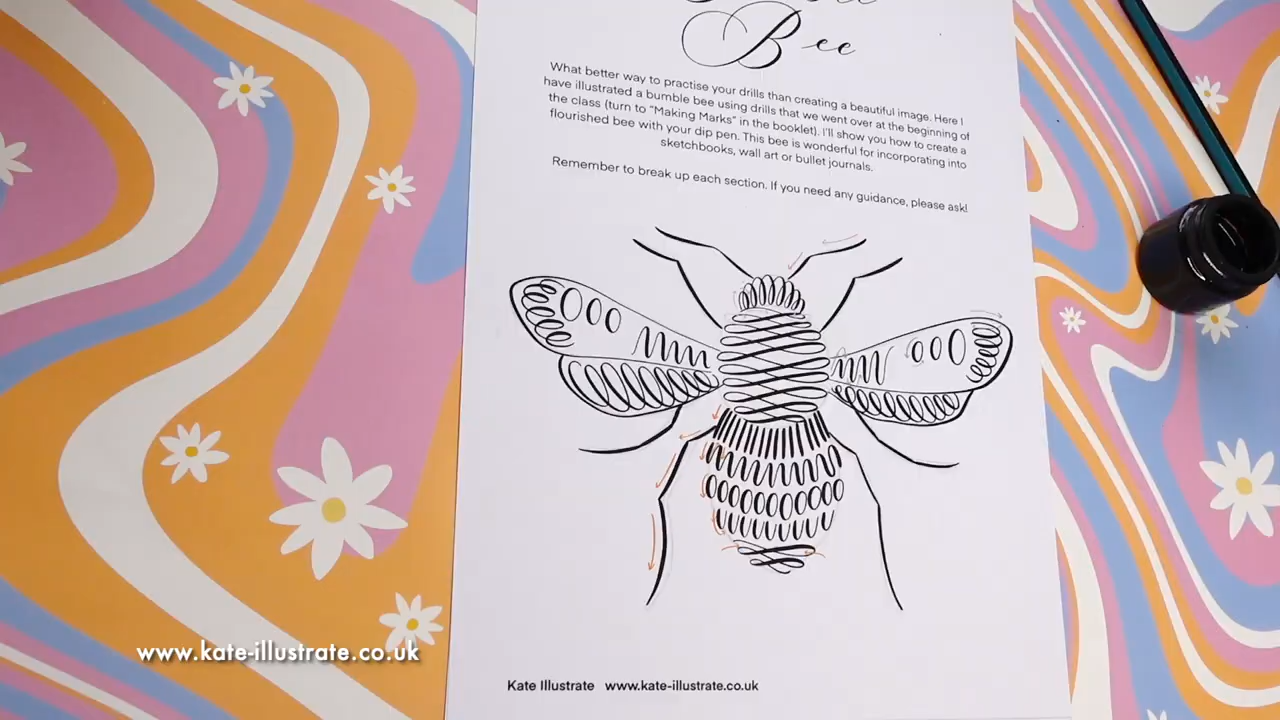 Bee
What better way to practise your drills than creating a beautiful image. Here I
have illustrated a bumble bee using drills that we went over at the beginning of
the class (turn to “Making Marks” in the booklet). I'll show you how to create a
flourished bee with your dip pen. This bee is wonderful for incorporating into
sketchbooks, wall art or bullet journals.
Remember to break up each section. If you need any guidance, please ask!
www.kate-illustrate.co.uk
Kate Illustrate www.kate-illustrate.co.uk